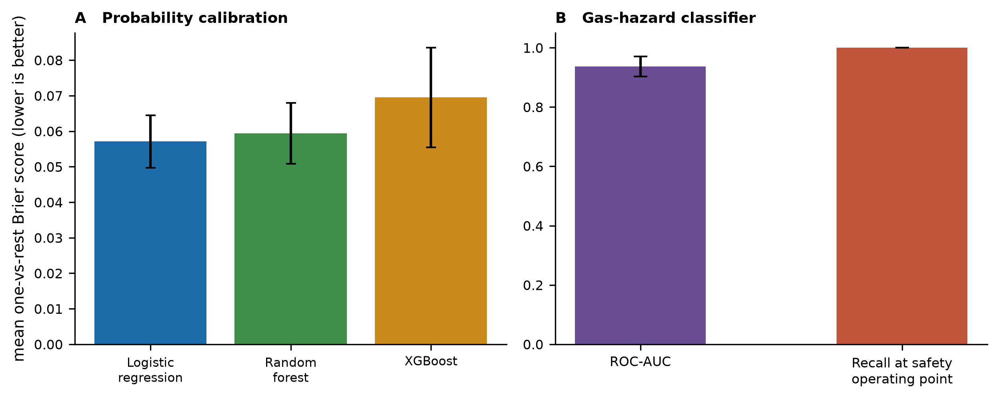 A Probability calibration
mean one-vs-rest Brier score (lower is better)
0.08
0.07
0.06
0.05
0.04
0.03
0.02
0.01
0.00
Logistic
regression
Random
forest
XGBoost
B Gas-hazard classifier
1.0
0.8
0.6
0.4
0.2
0.0
ROC-AUC
Recall at safety
operating point